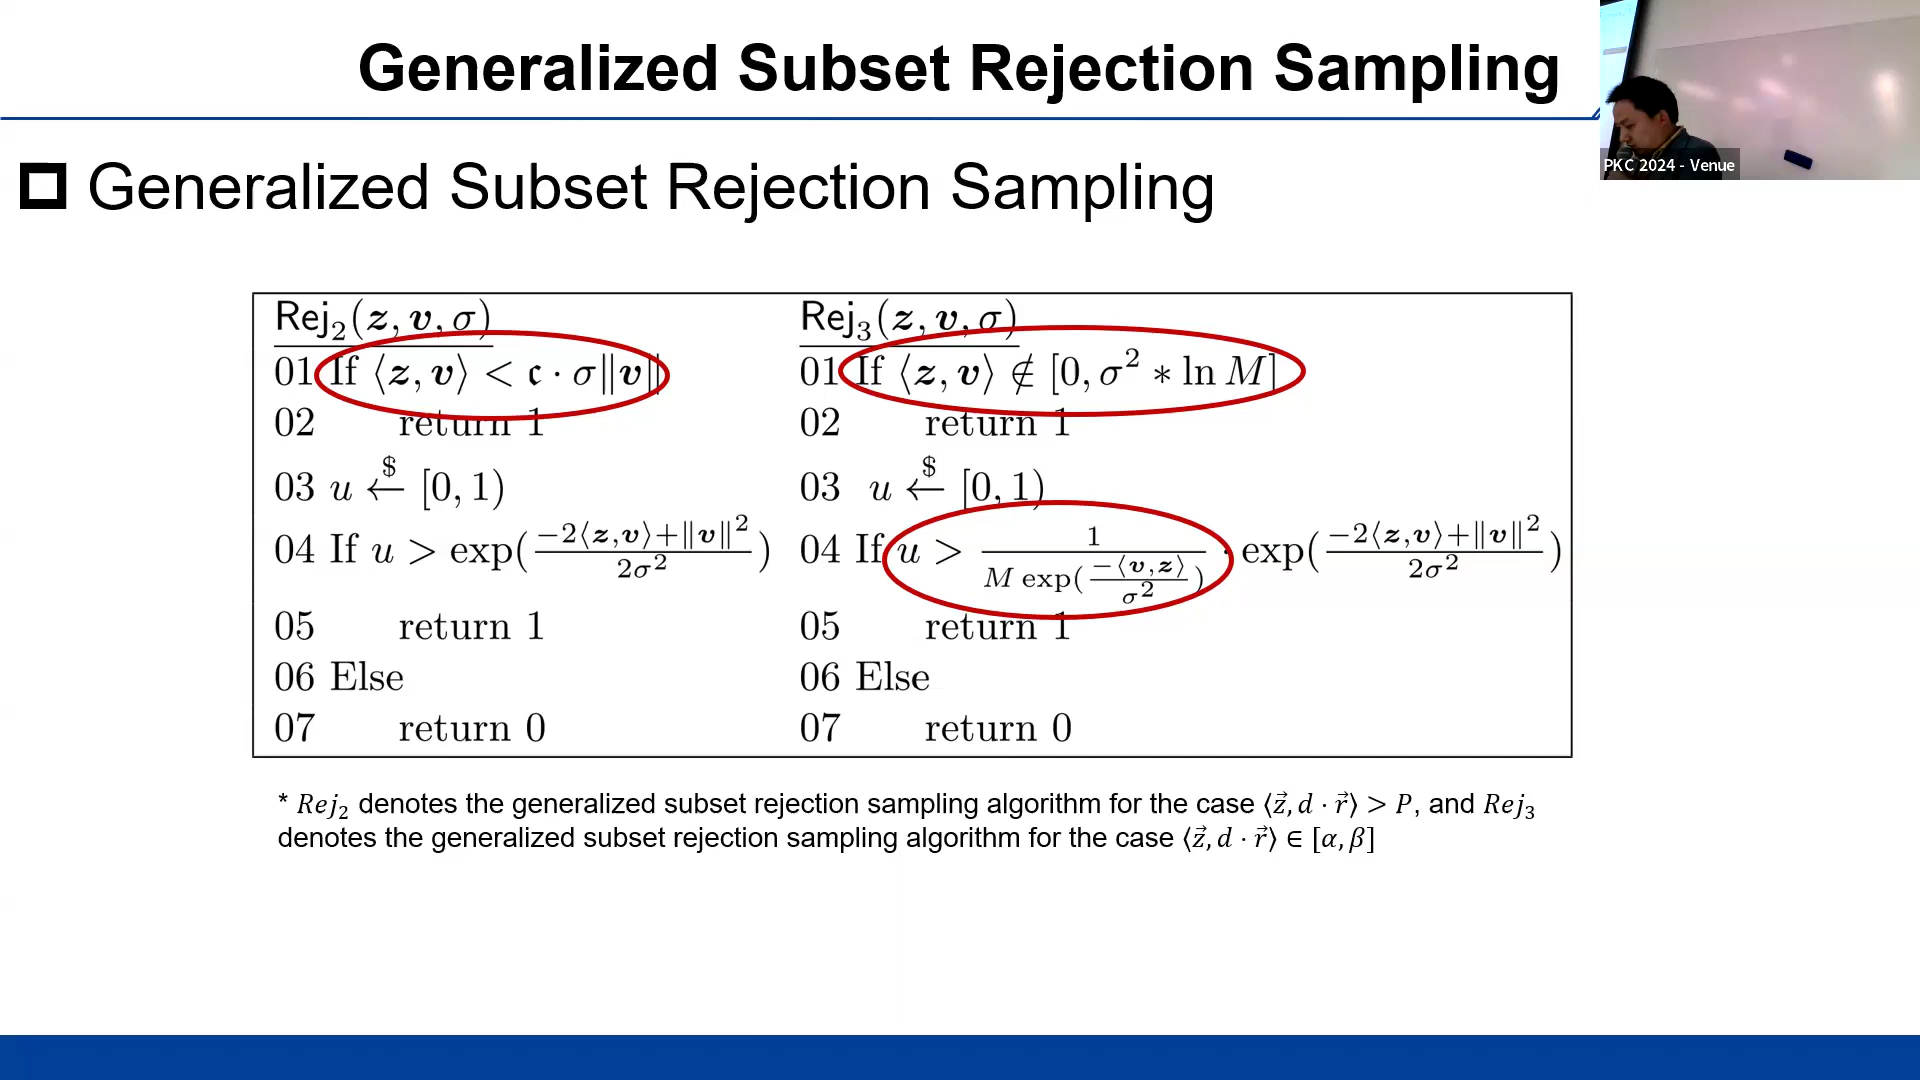 Generalized Subset Rejection Sampling
PKC 2024 - Venue
Generalized Subset Rejection Sampling
Rej₂(z, v, σ)
01 If ⟨z, v⟩ < 𝔠 · σ‖v‖
02 return 1
03 u ←$ [0, 1)
04 If u > exp((−2⟨z,v⟩+‖v‖²)/(2σ²))
05 return 1
06 Else
07 return 0
Rej₃(z, v, σ)
01 If ⟨z, v⟩ ∉ [0, σ² * ln M]
02 return 1
03 u ←$ [0, 1)
04 If u > 1/(M exp(−⟨v,z⟩/σ²)) · exp((−2⟨z,v⟩+‖v‖²)/(2σ²))
05 return 1
06 Else
07 return 0
* Rej₂ denotes the generalized subset rejection sampling algorithm for the case ⟨z⃗, d · r⃗⟩ > P, and Rej₃
denotes the generalized subset rejection sampling algorithm for the case ⟨z⃗, d · r⃗⟩ ∈ [α, β]